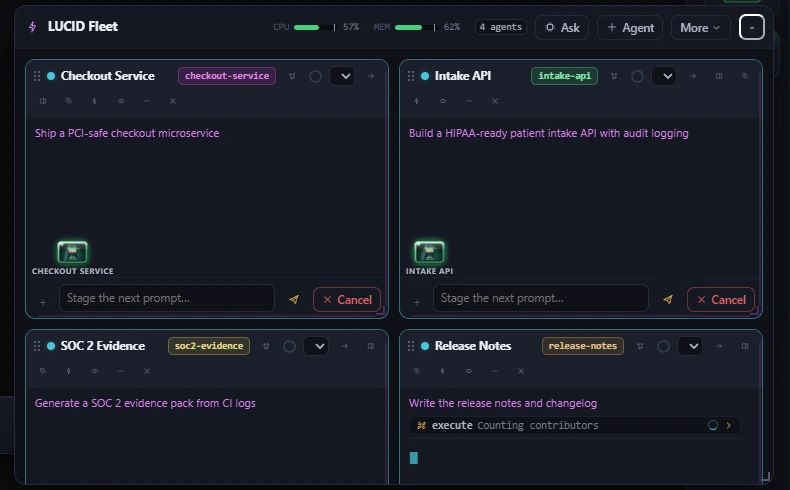 LUCID Fleet CPU 57% MEM 62% 4 agents Ask + Agent More
Checkout Service checkout-service
Ship a PCI-safe checkout microservice
CHECKOUT SERVICE
+ Stage the next prompt... × Cancel
Intake API intake-api
Build a HIPAA-ready patient intake API with audit logging
INTAKE API
+ Stage the next prompt... × Cancel
SOC 2 Evidence soc2-evidence
Generate a SOC 2 evidence pack from CI logs
Release Notes release-notes
Write the release notes and changelog
execute Counting contributors